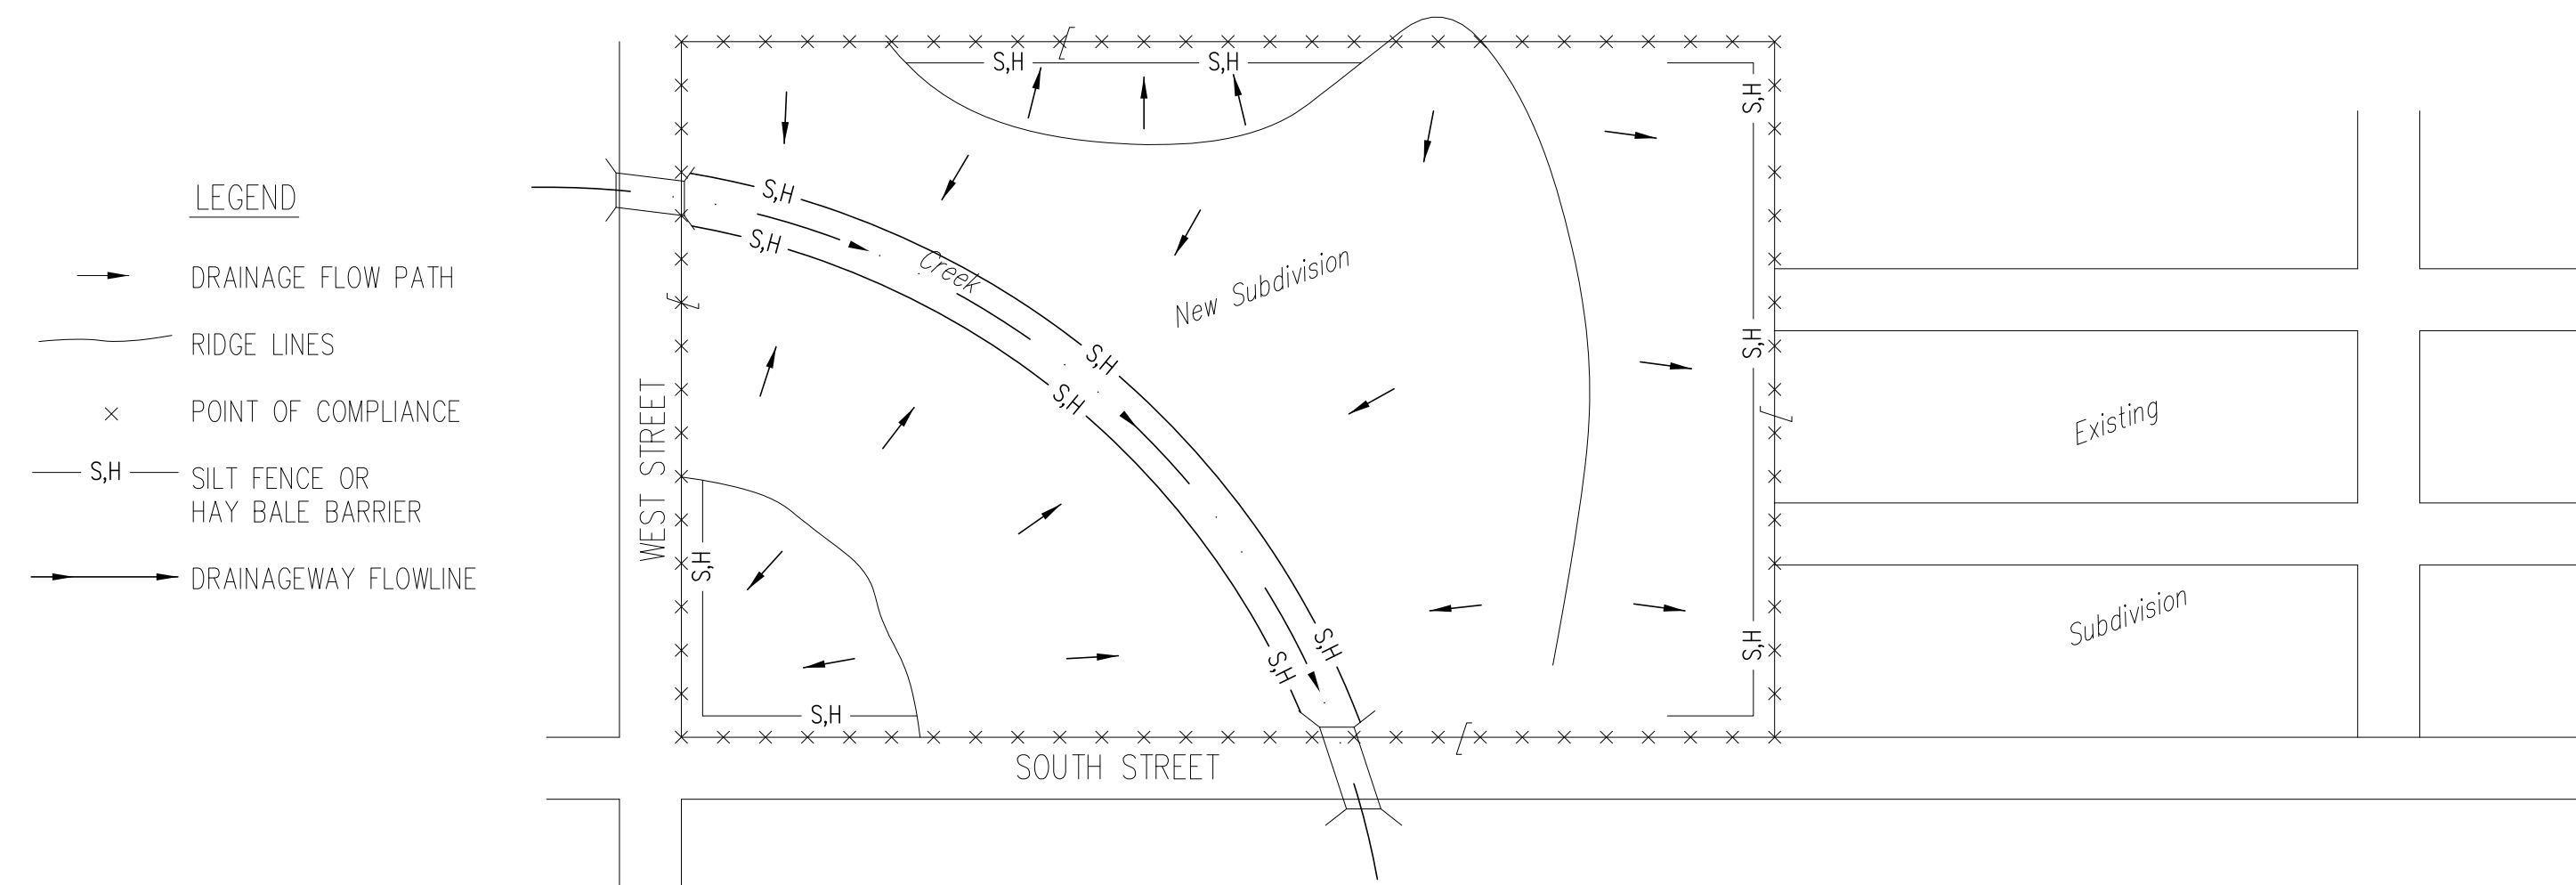 LEGEND
DRAINAGE FLOW PATH
RIDGE LINES
POINT OF COMPLIANCE
S,H
SILT FENCE OR
HAY BALE BARRIER
DRAINAGEWAY FLOWLINE
WEST STREET
S,H
S,H
S,H
S,H
S,H
Creek
New Subdivision
S,H
S,H
S,H
S,H
S,H
S,H
S,H
S,H
S,H
SOUTH STREET
Existing
Subdivision